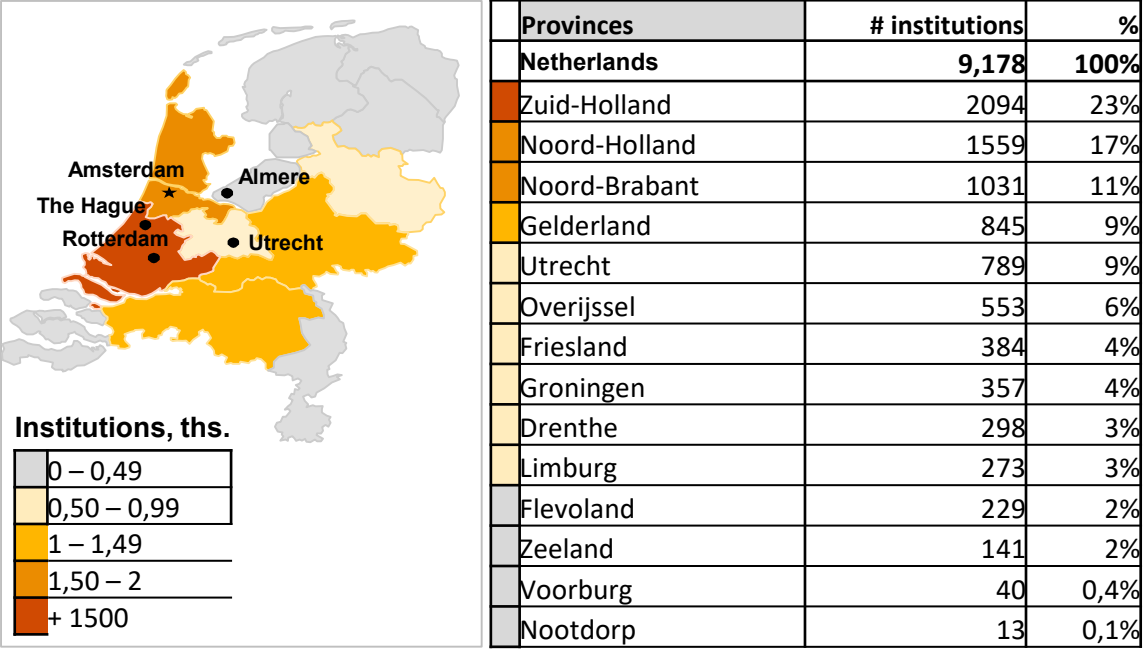 Amsterdam
Almere
The Hague
Rotterdam
Utrecht
Institutions, ths.
0 – 0,49
0,50 – 0,99
1 – 1,49
1,50 – 2
+ 1500
Provinces # institutions %
Netherlands 9,178 100%
Zuid-Holland 2094 23%
Noord-Holland 1559 17%
Noord-Brabant 1031 11%
Gelderland 845 9%
Utrecht 789 9%
Overijssel 553 6%
Friesland 384 4%
Groningen 357 4%
Drenthe 298 3%
Limburg 273 3%
Flevoland 229 2%
Zeeland 141 2%
Voorburg 40 0,4%
Nootdorp 13 0,1%